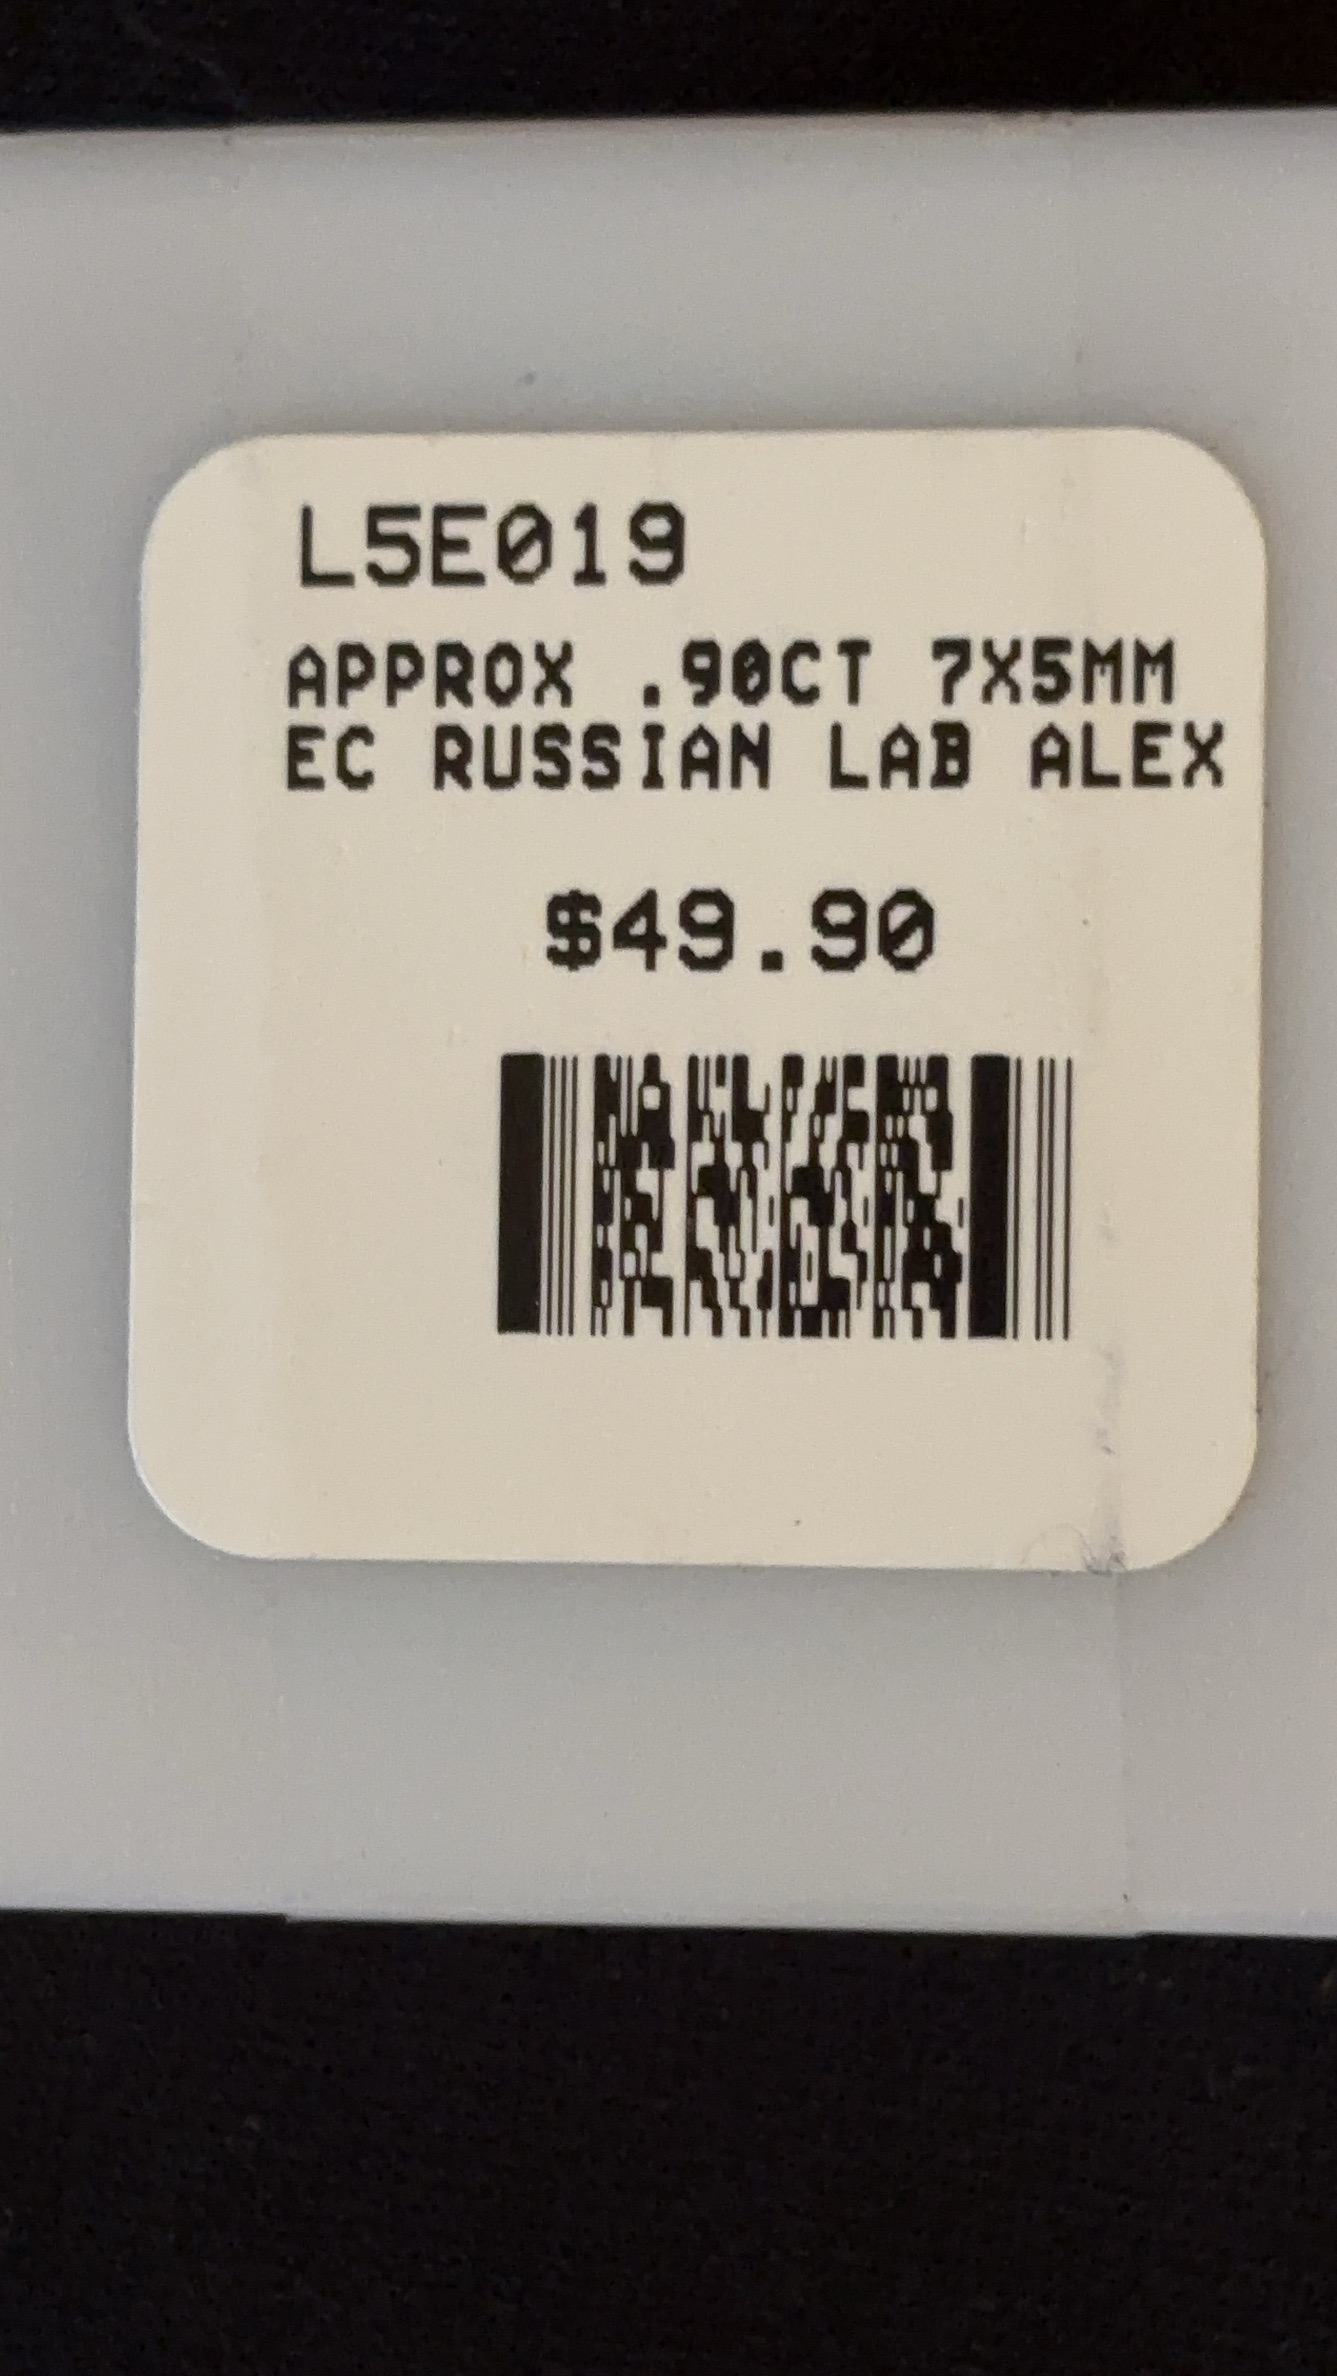 L5E019
APPROX .90CT 7X5MM
EC RUSSIAN LAB ALEX
$49.90